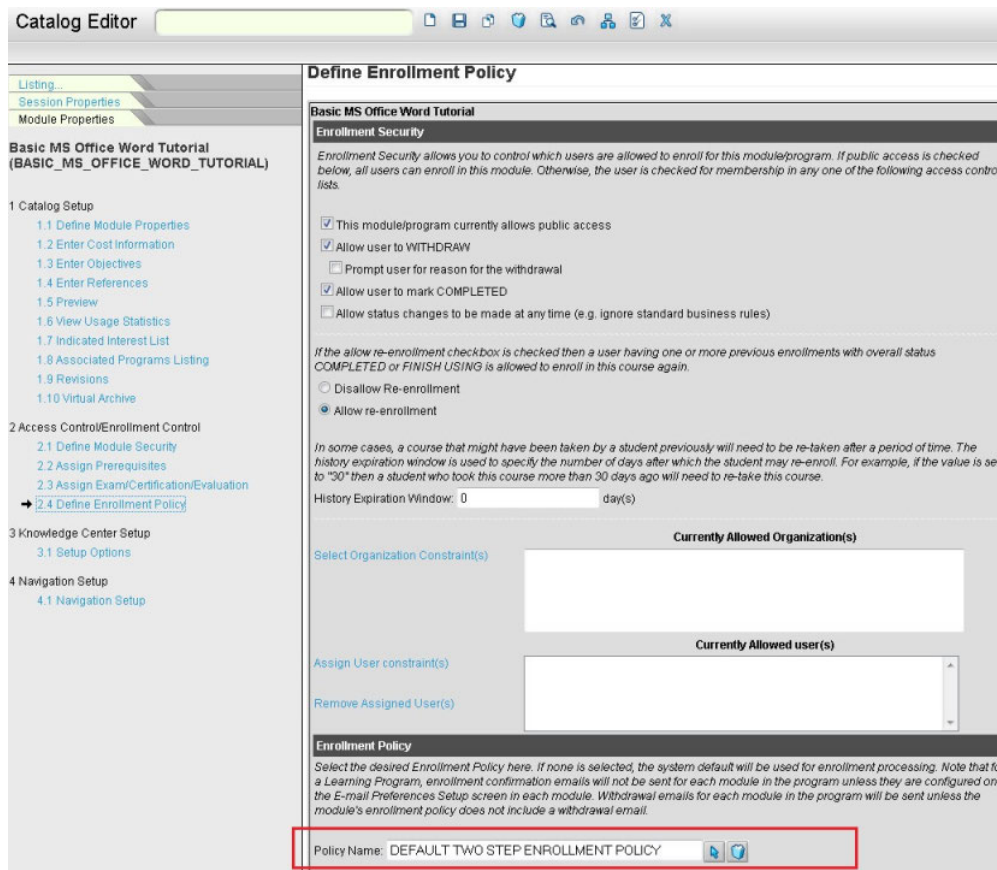 Catalog Editor
Listing...
Session Properties
Module Properties
Basic MS Office Word Tutorial
(BASIC_MS_OFFICE_WORD_TUTORIAL)
1 Catalog Setup
1.1 Define Module Properties
1.2 Enter Cost Information
1.3 Enter Objectives
1.4 Enter References
1.5 Preview
1.6 View Usage Statistics
1.7 Indicated Interest List
1.8 Associated Programs Listing
1.9 Revisions
1.10 Virtual Archive
2 Access Control/Enrollment Control
2.1 Define Module Security
2.2 Assign Prerequisites
2.3 Assign Exam/Certification/Evaluation
2.4 Define Enrollment Policy
3 Knowledge Center Setup
3.1 Setup Options
4 Navigation Setup
4.1 Navigation Setup
Define Enrollment Policy
Basic MS Office Word Tutorial
Enrollment Security
Enrollment Security allows you to control which users are allowed to enroll for this module/program. If public access is checked
below, all users can enroll in this module. Otherwise, the user is checked for membership in any one of the following access contro
lists.
This module/program currently allows public access
Allow user to WITHDRAW
Prompt user for reason for the withdrawal
Allow user to mark COMPLETED
Allow status changes to be made at any time (e.g. ignore standard business rules)
If the allow re-enrollment checkbox is checked then a user having one or more previous enrollments with overall status
COMPLETED or FINISH USING is allowed to enroll in this course again.
Disallow Re-enrollment
Allow re-enrollment
In some cases, a course that might have been taken by a student previously will need to be re-taken after a period of time. The
history expiration window is used to specify the number of days after which the student may re-enroll. For example, if the value is se
to "30" then a student who took this course more than 30 days ago will need to re-take this course.
History Expiration Window: 0 day(s)
Currently Allowed Organization(s)
Select Organization Constraint(s)
Currently Allowed user(s)
Assign User constraint(s)
Remove Assigned User(s)
Enrollment Policy
Select the desired Enrollment Policy here. If none is selected, the system default will be used for enrollment processing. Note that fo
a Learning Program, enrollment confirmation emails will not be sent for each module in the program unless they are configured on
the E-mail Preferences Setup screen in each module. Withdrawal emails for each module in the program will be sent unless the
module's enrollment policy does not include a withdrawal email.
Policy Name: DEFAULT TWO STEP ENROLLMENT POLICY